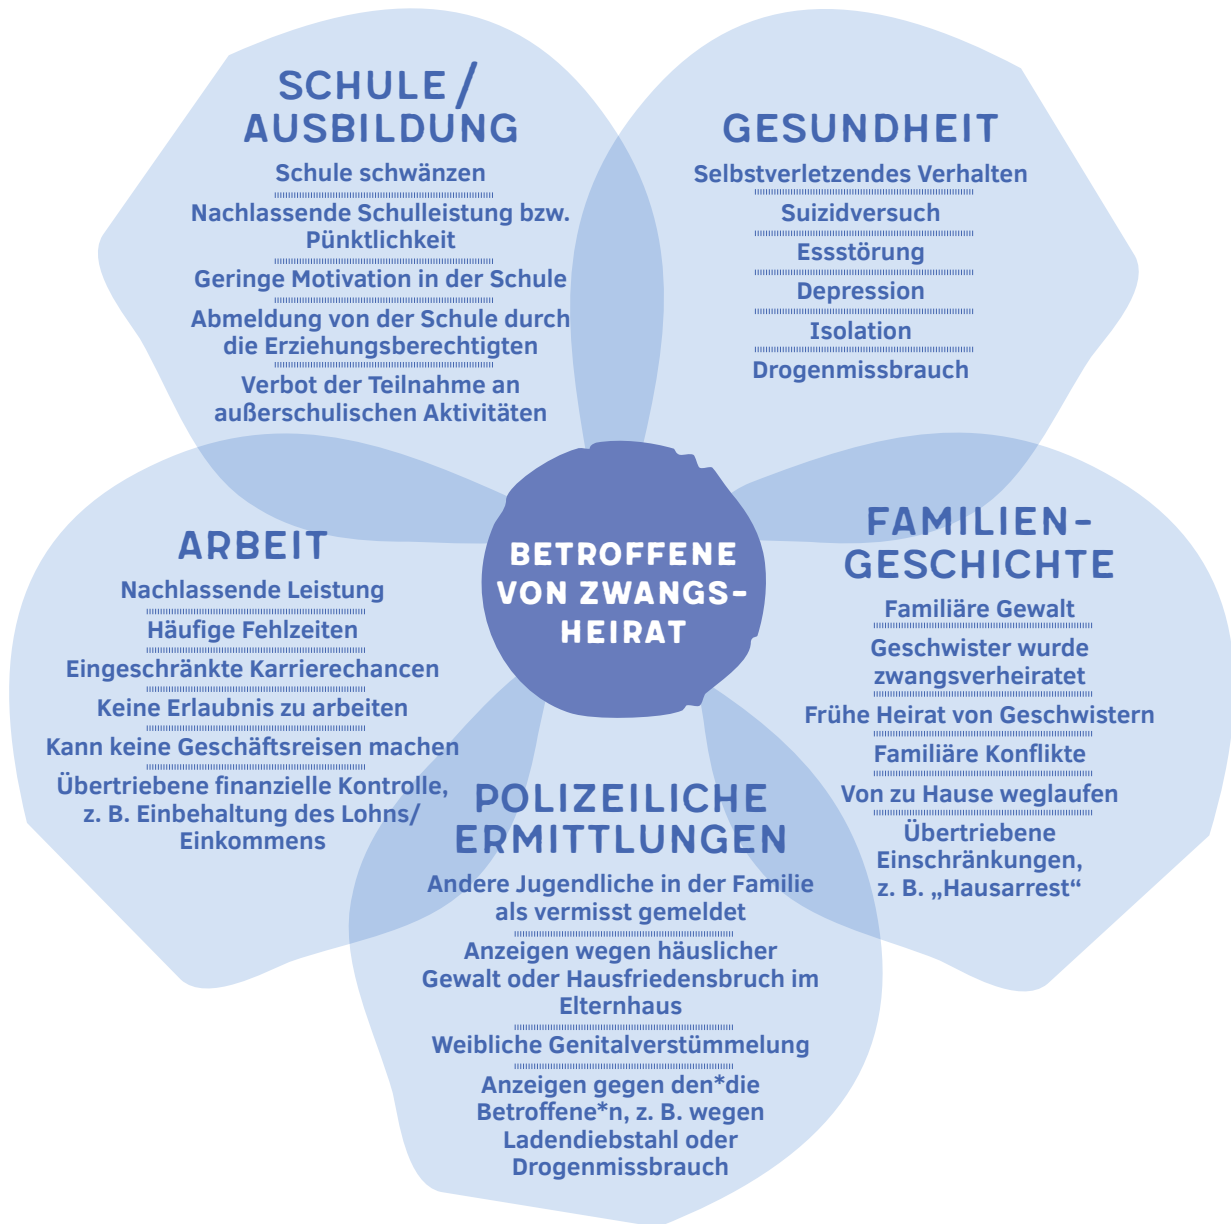 SCHULE /
AUSBILDUNG
Schule schwänzen
Nachlassende Schulleistung bzw.
Pünktlichkeit
Geringe Motivation in der Schule
Abmeldung von der Schule durch
die Erziehungsberechtigten
Verbot der Teilnahme an
außerschulischen Aktivitäten
GESUNDHEIT
Selbstverletzendes Verhalten
Suizidversuch
Essstörung
Depression
Isolation
Drogenmissbrauch
ARBEIT
Nachlassende Leistung
Häufige Fehlzeiten
Eingeschränkte Karrierechancen
Keine Erlaubnis zu arbeiten
Kann keine Geschäftsreisen machen
Übertriebene finanzielle Kontrolle,
z. B. Einbehaltung des Lohns/
Einkommens
BETROFFENE
VON ZWANGS-
HEIRAT
FAMILIEN-
GESCHICHTE
Familiäre Gewalt
Geschwister wurde
zwangsverheiratet
Frühe Heirat von Geschwistern
Familiäre Konflikte
Von zu Hause weglaufen
Übertriebene
Einschränkungen,
z. B. „Hausarrest“
POLIZEILICHE
ERMITTLUNGEN
Andere Jugendliche in der Familie
als vermisst gemeldet
Anzeigen wegen häuslicher
Gewalt oder Hausfriedensbruch im
Elternhaus
Weibliche Genitalverstümmelung
Anzeigen gegen den*die
Betroffene*n, z. B. wegen
Ladendiebstahl oder
Drogenmissbrauch